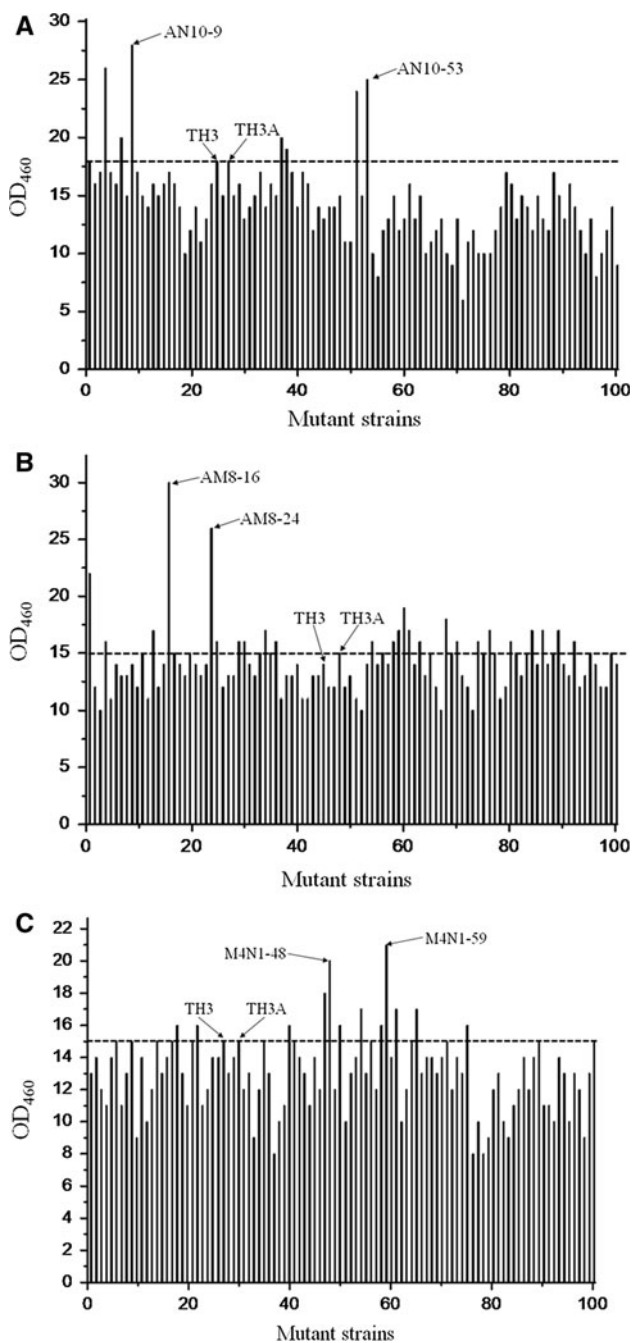 A
30
25
20
15
10
5
0
OD460
AN10-9
AN10-53
TH3
TH3A
0 20 40 60 80 100
Mutant strains
B
30
25
20
15
10
5
0
OD460
AM8-16
AM8-24
TH3
TH3A
0 20 40 60 80 100
Mutant strains
C
22
20
18
16
14
12
10
8
6
4
2
0
OD460
M4N1-48
M4N1-59
TH3
TH3A
0 20 40 60 80 100
Mutant strains